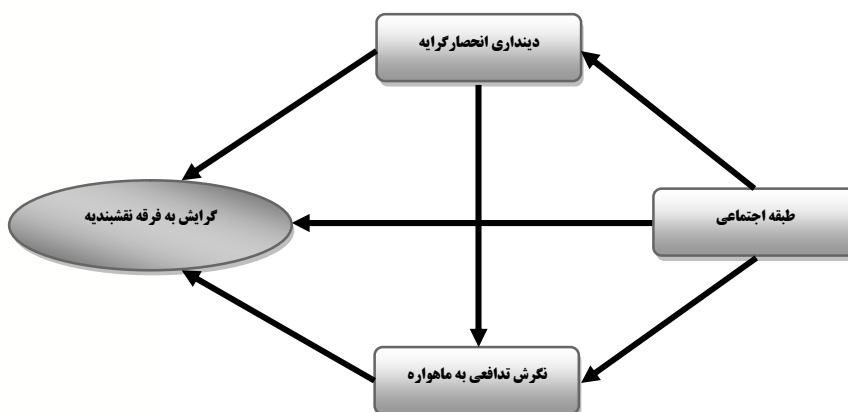 دینداری انحصارگرایه
طبقه اجتماعی
گرایش به فرقه نقشبندیه
نگرش تدافعی به ماهواره